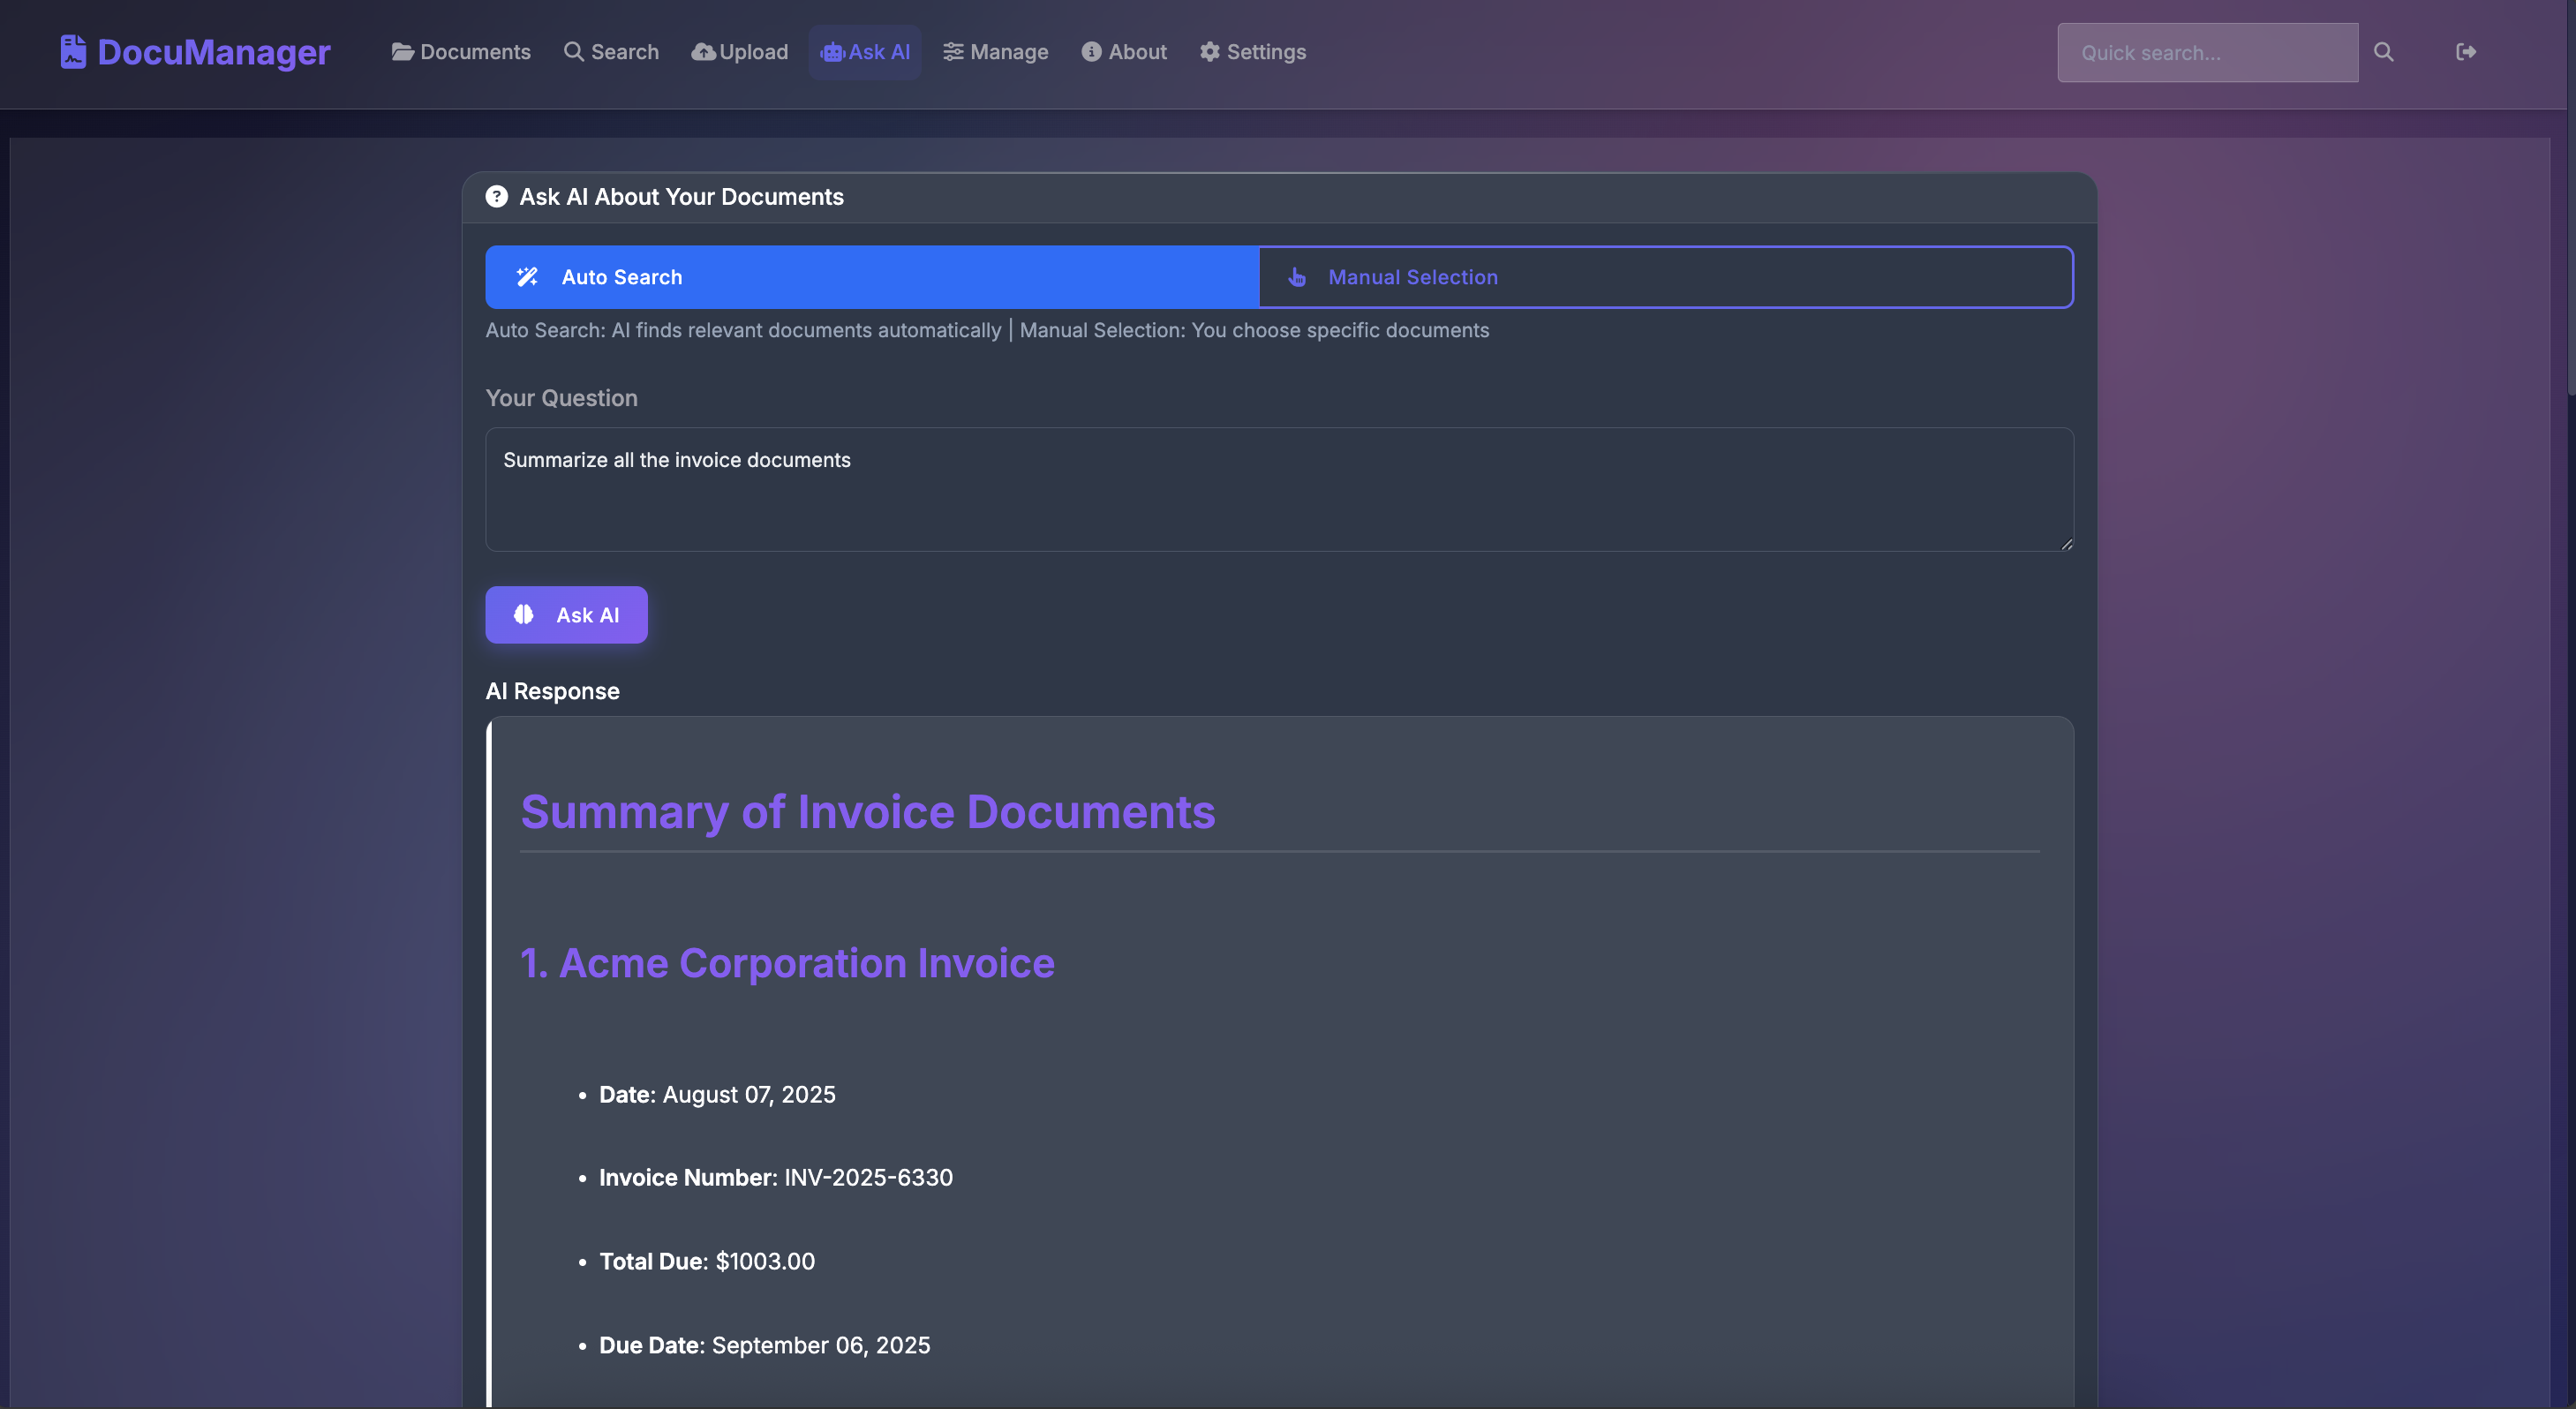 DocuManager
Documents
Search
Upload
Ask AI
Manage
About
Settings
Quick search...
Ask AI About Your Documents
Auto Search
Manual Selection
Auto Search: AI finds relevant documents automatically | Manual Selection: You choose specific documents
Your Question
Summarize all the invoice documents
Ask AI
AI Response
Summary of Invoice Documents
1. Acme Corporation Invoice
• Date: August 07, 2025
• Invoice Number: INV-2025-6330
• Total Due: $1003.00
• Due Date: September 06, 2025